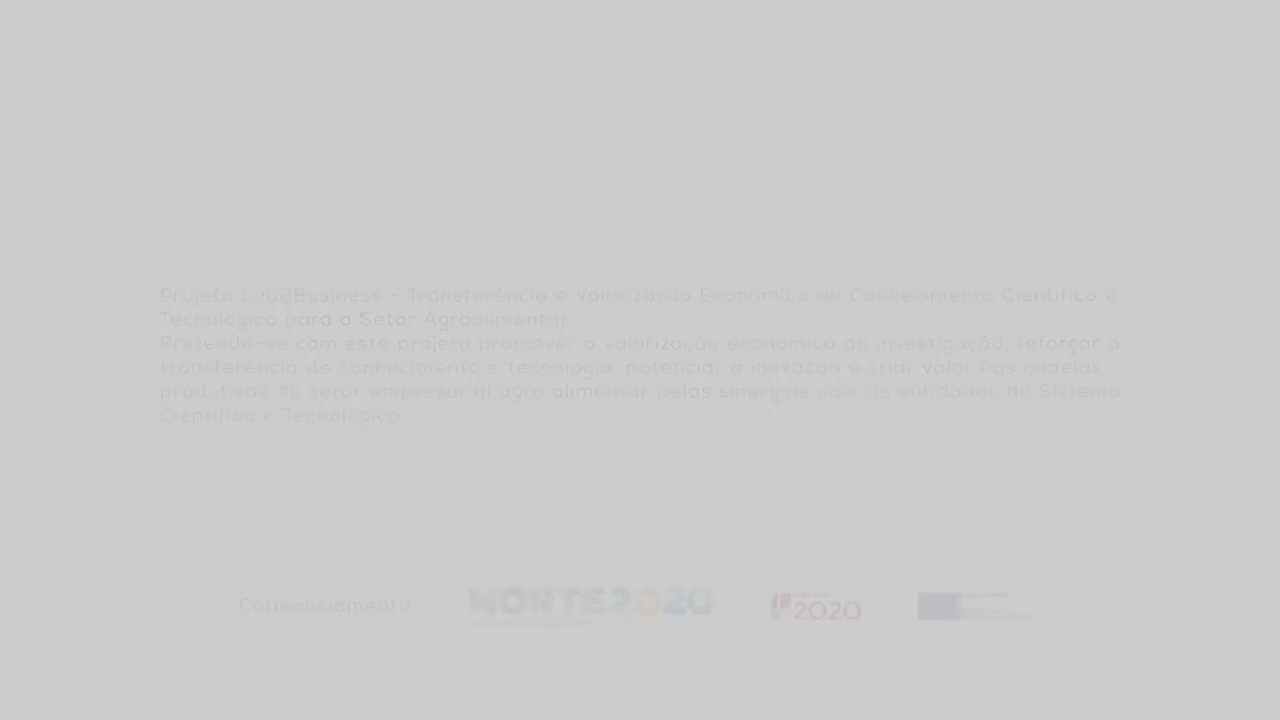 Projeto Lab2Business - Transferência e Valorização Económica de Conhecimento Científico e
Tecnológico para o Setor Agroalimentar.
Pretende-se com este projeto promover a valorização económica da investigação, reforçar a
transferência de conhecimento e tecnologia, potenciar a inovação e criar valor nas cadeias
produtivas do setor empresarial agro alimentar pelas sinergias com as entidades do Sistema
Científico e Tecnológico
Cofinanciamento
NORTE2020
2020